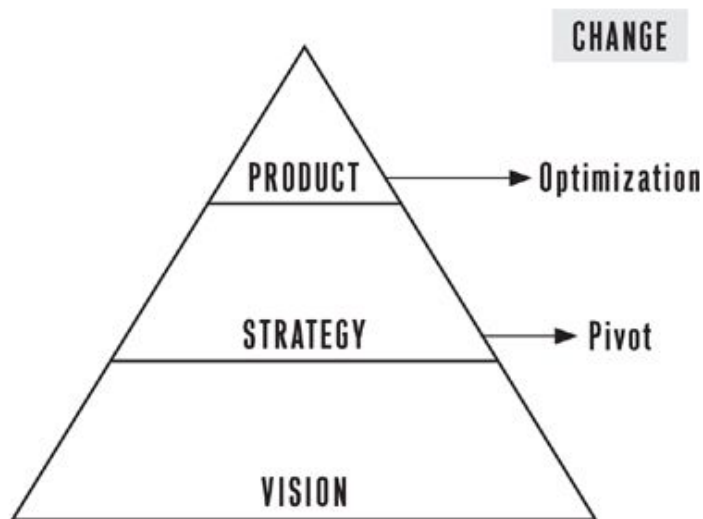 CHANGE
PRODUCT
Optimization
STRATEGY
Pivot
VISION